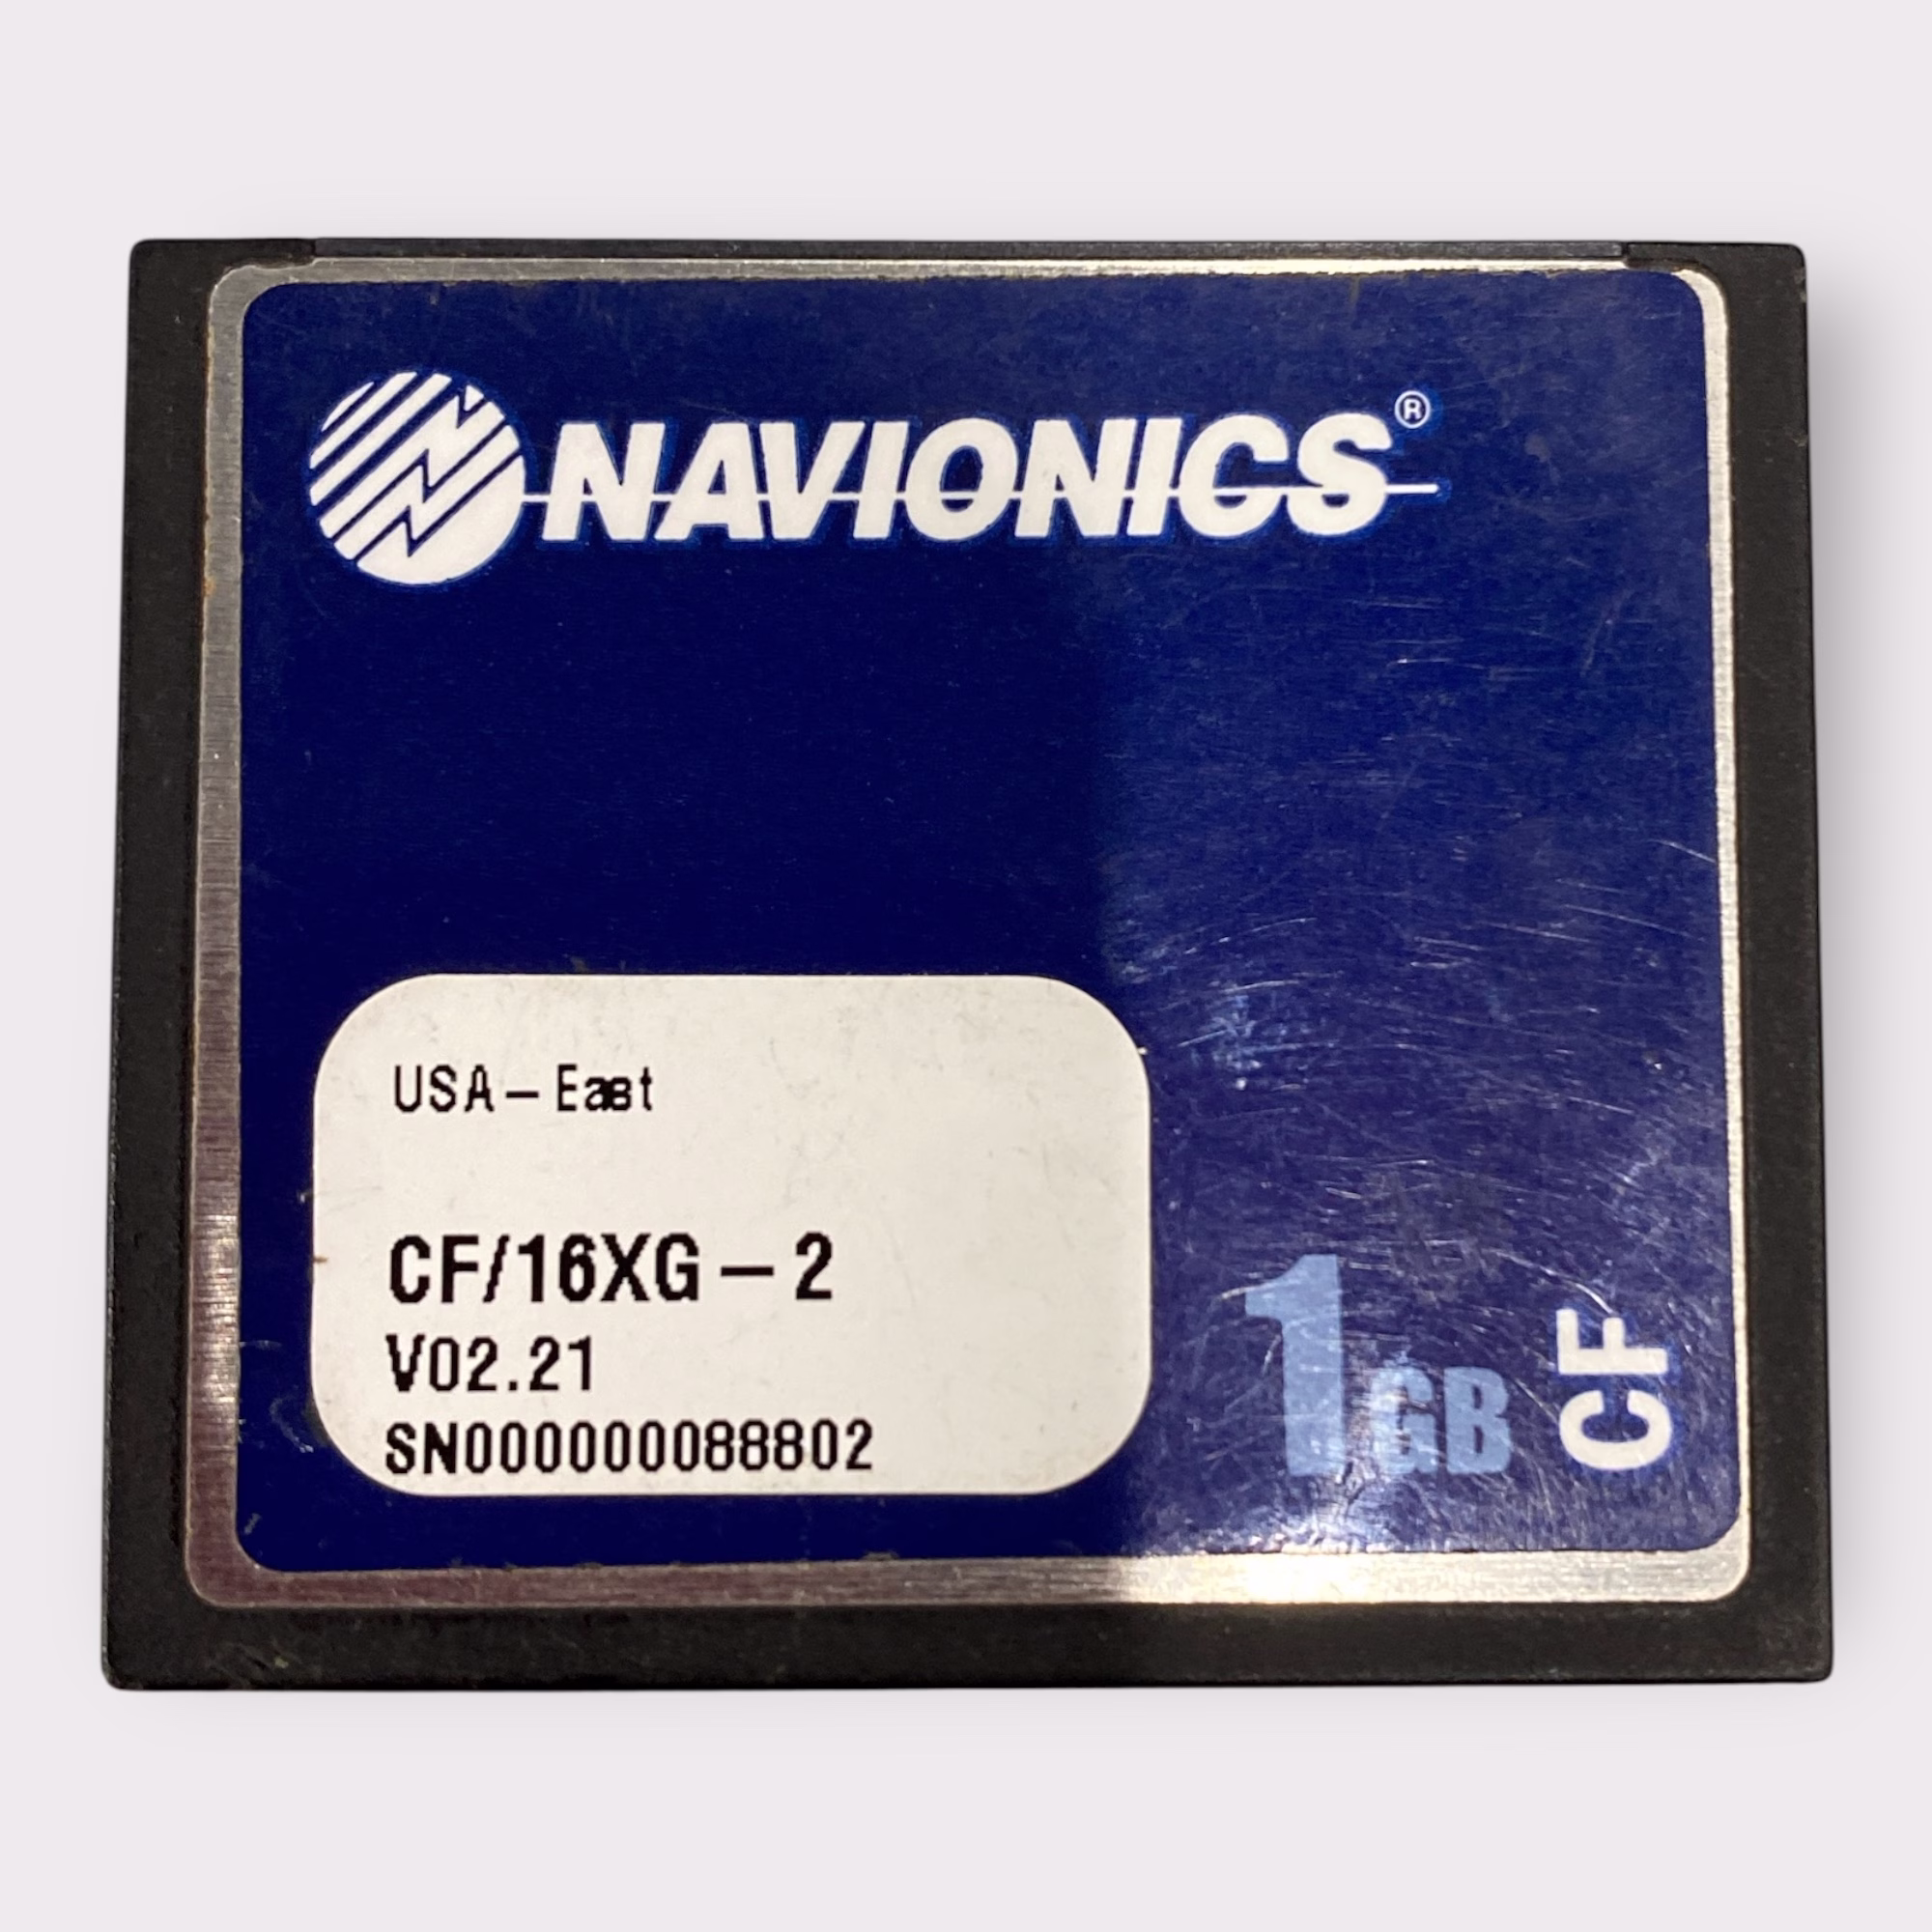 NAVIONICS®
USA-East
CF/16XG-2
V02.21
SN000000088802
1GB
CF